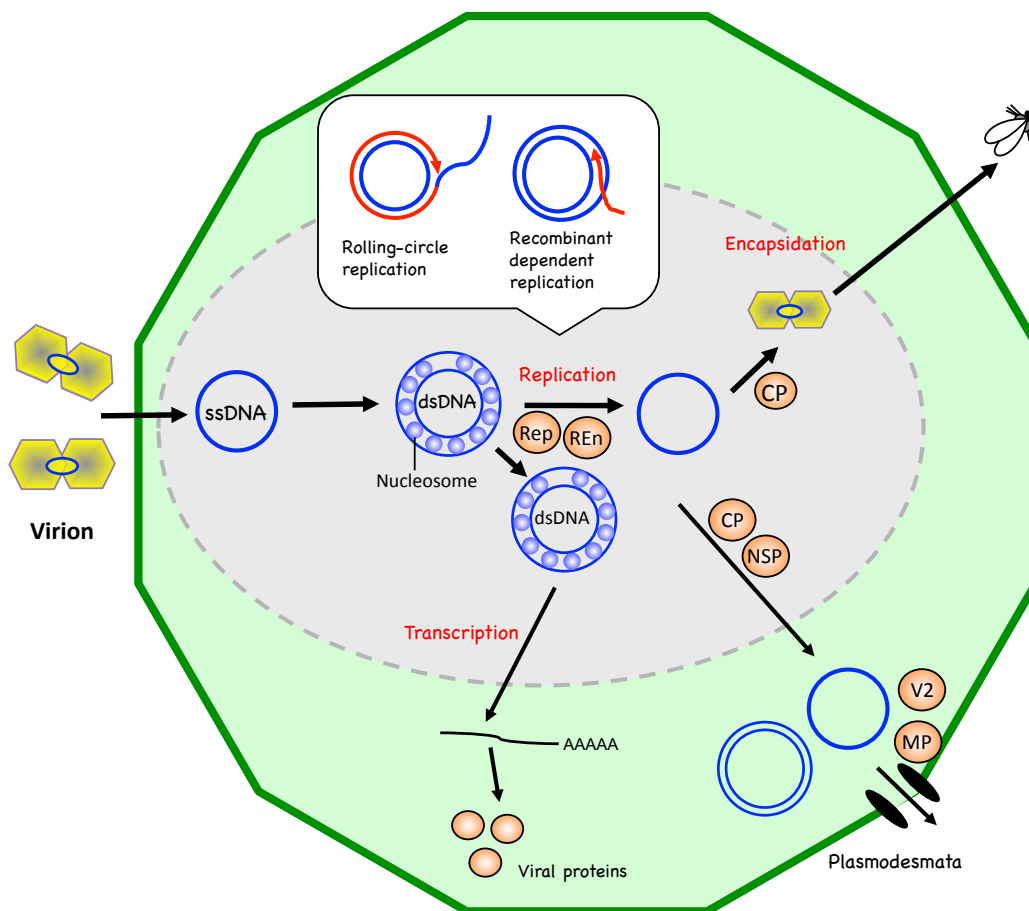 Rolling-circle
replication
Recombinant
dependent
replication
Encapsidation
ssDNA
dsDNA
Replication
CP
Rep
REn
Nucleosome
dsDNA
Virion
CP
NSP
Transcription
V2
MP
AAAAA
Viral proteins
Plasmodesmata